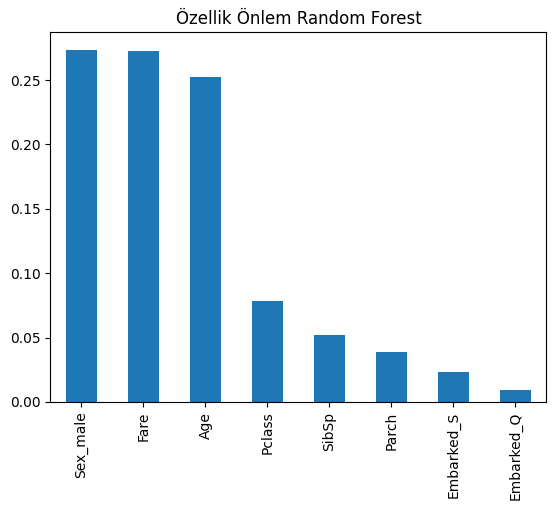 Özellik Önlem Random Forest
0.25
0.20
0.15
0.10
0.05
0.00
Sex_male
Fare
Age
Pclass
SibSp
Parch
Embarked_S
Embarked_Q